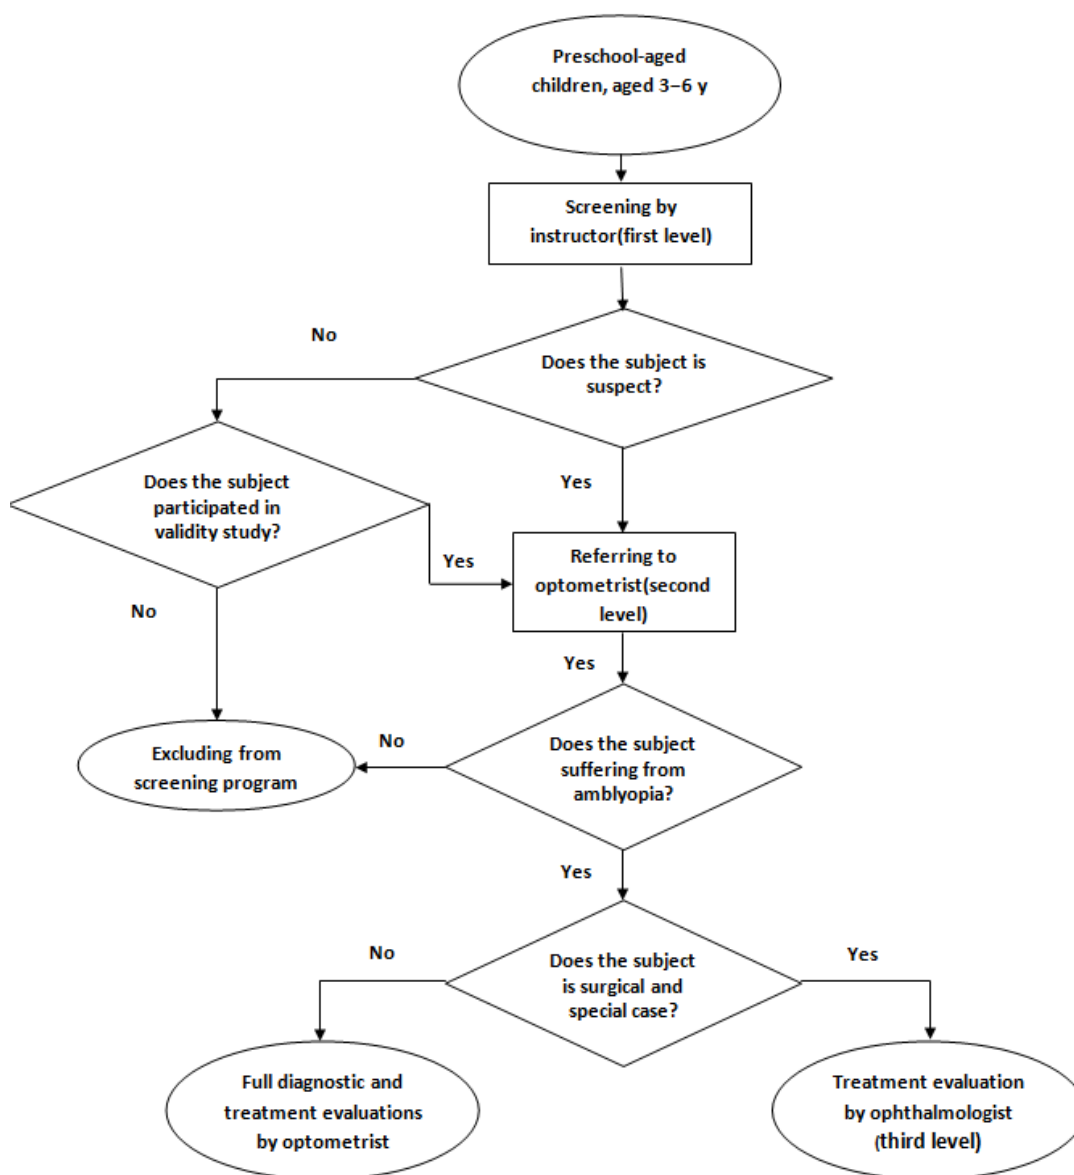 Preschool-aged
children, aged 3–6 y
Screening by
instructor(first level)
No
Does the subject is
suspect?
Does the subject
participated in
validity study?
Yes
Yes
Referring to
optometrist(second
level)
No
Yes
Excluding from
screening program
No
Does the subject
suffering from
amblyopia?
Yes
No
Does the subject
is surgical and
special case?
Yes
Full diagnostic and
treatment evaluations
by optometrist
Treatment evaluation
by ophthalmologist
(third level)